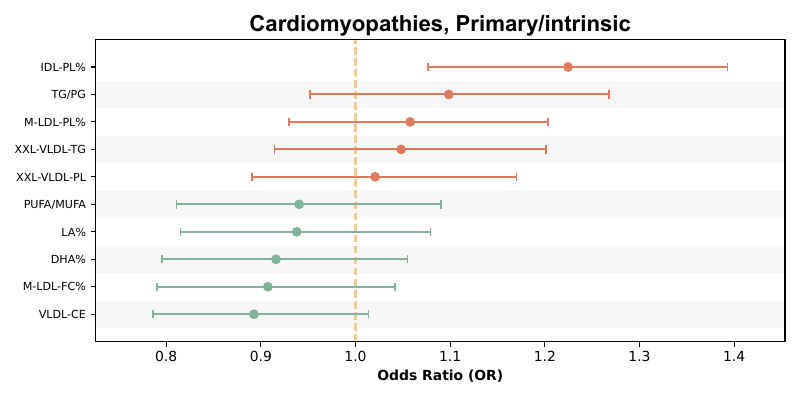 Cardiomyopathies, Primary/intrinsic
IDL-PL%
TG/PG
M-LDL-PL%
XXL-VLDL-TG
XXL-VLDL-PL
PUFA/MUFA
LA%
DHA%
M-LDL-FC%
VLDL-CE
0.8 0.9 1.0 1.1 1.2 1.3 1.4
Odds Ratio (OR)